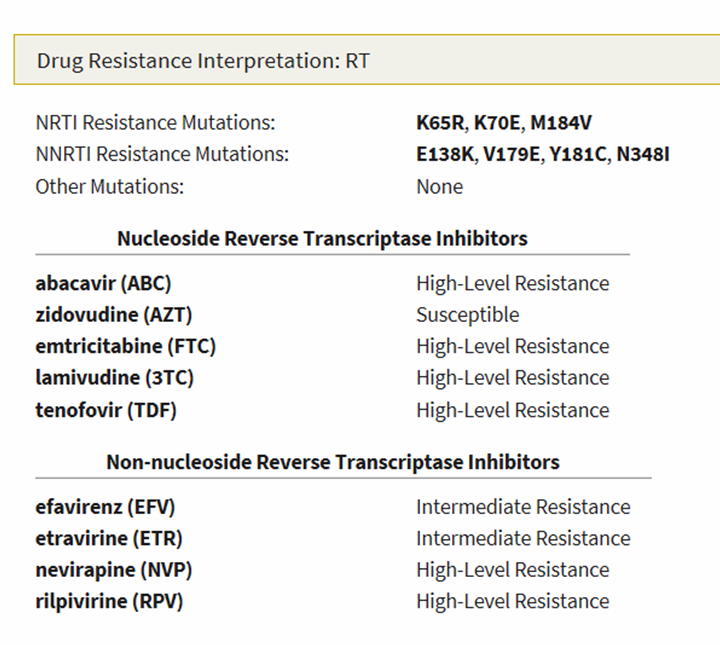 Drug Resistance Interpretation: RT
NRTI Resistance Mutations: K65R, K70E, M184V
NNRTI Resistance Mutations: E138K, V179E, Y181C, N348I
Other Mutations: None
Nucleoside Reverse Transcriptase Inhibitors
abacavir (ABC) High-Level Resistance
zidovudine (AZT) Susceptible
emtricitabine (FTC) High-Level Resistance
lamivudine (3TC) High-Level Resistance
tenofovir (TDF) High-Level Resistance
Non-nucleoside Reverse Transcriptase Inhibitors
efavirenz (EFV) Intermediate Resistance
etravirine (ETR) Intermediate Resistance
nevirapine (NVP) High-Level Resistance
rilpivirine (RPV) High-Level Resistance